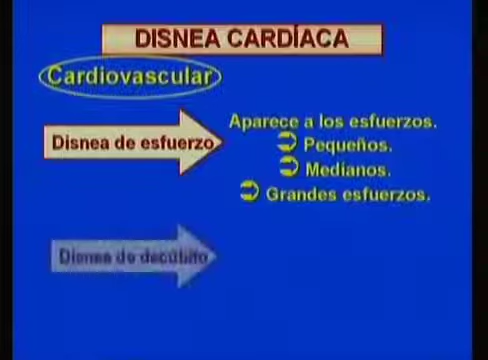 DISNEA CARDÍACA
Cardiovascular
Disnea de esfuerzo
Aparece a los esfuerzos.
Pequeños.
Medianos.
Grandes esfuerzos.
Disnea de decúbito